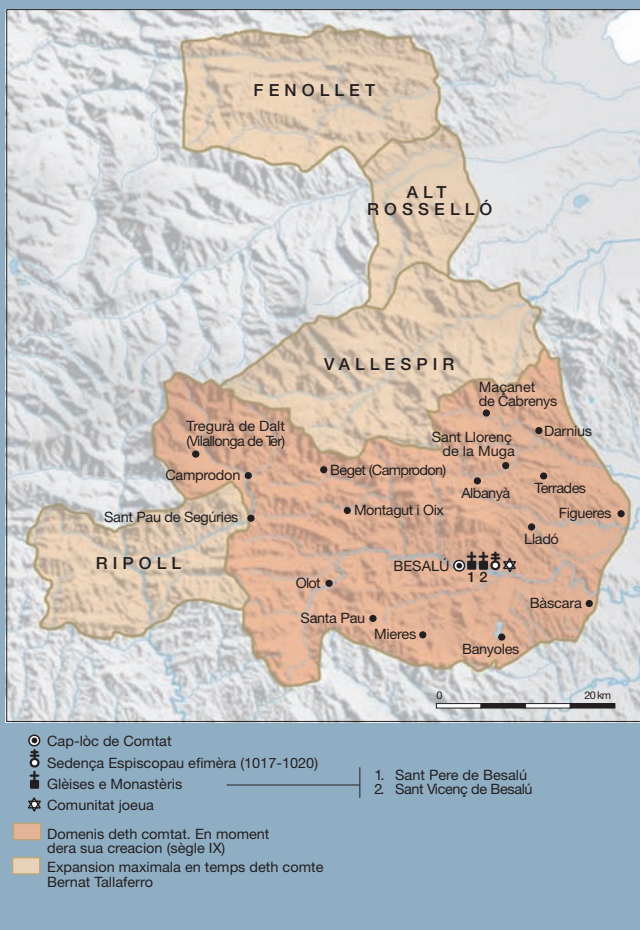 FENOLLET
ALT
ROSSELLÓ
VALLESPIR
Maçanet
de Cabrenys
Tregurà de Dalt
(Vilallonga de Ter)
Darnius
Sant Llorenç
de la Muga
Camprodon
Beget (Camprodon)
Albanyà
Terrades
Sant Pau de Segúries
Montagut i Oix
Figueres
Lladó
RIPOLL
BESALÚ
1 2
Olot
Bàscara
Santa Pau
Mieres
Banyoles
0 20 km
Cap-lòc de Comtat
Sedença Espiscopau efimèra (1017-1020)
Glèises e Monastèris
1. Sant Pere de Besalú
2. Sant Vicenç de Besalú
Comunitat joeua
Domenis deth comtat. En moment
dera sua creacion (sègle IX)
Expansion maximala en temps deth comte
Bernat Tallaferro